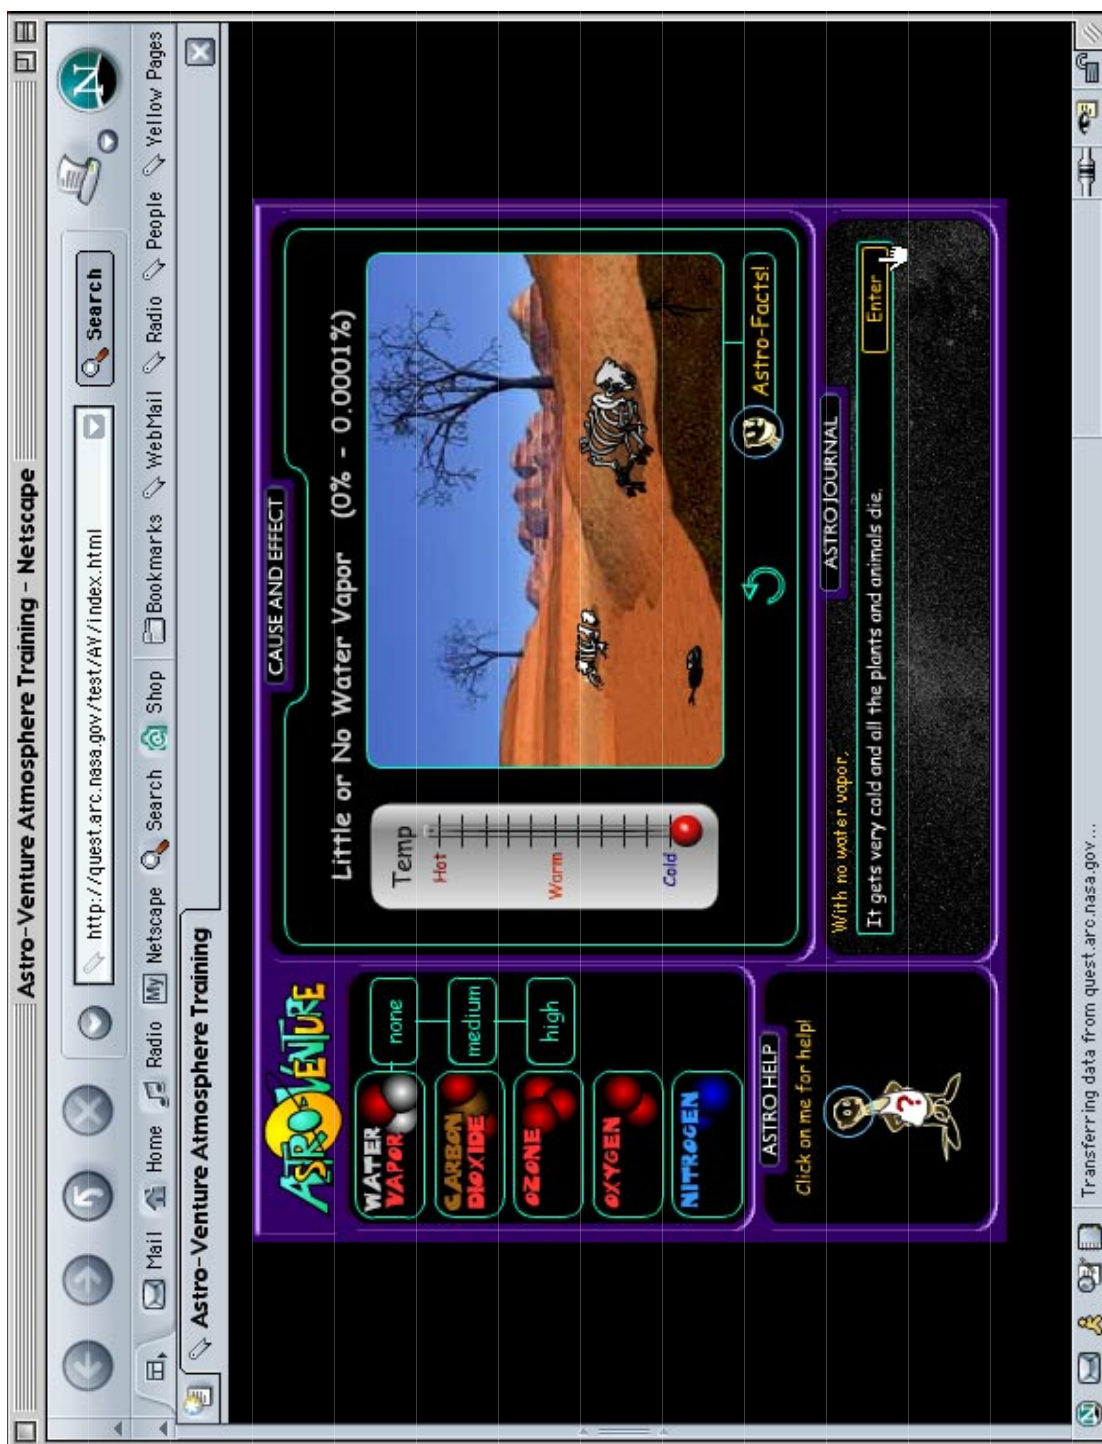 Astro-Venture Atmosphere Training - Netscape
http://quest.arc.nasa.gov/test/AV/index.html
Search
N
Mail Home Radio My Netscape Search Shop Bookmarks WebMail Radio People Yellow Pages
Astro-Venture Atmosphere Training
ASTRO-VENTURE
WATER VAPOR
none
CARBON DIOXIDE
medium
OZONE
high
OXYGEN
NITROGEN
CAUSE AND EFFECT
Little or No Water Vapor (0% - 0.0001%)
Temp
Hot
Warm
Cold
Astro-Facts!
ASTRO HELP
Click on me for help!
?
ASTRO JOURNAL
With no water vapor,
It gets very cold and all the plants and animals die.
Enter
Transferring data from quest.arc.nasa.gov...